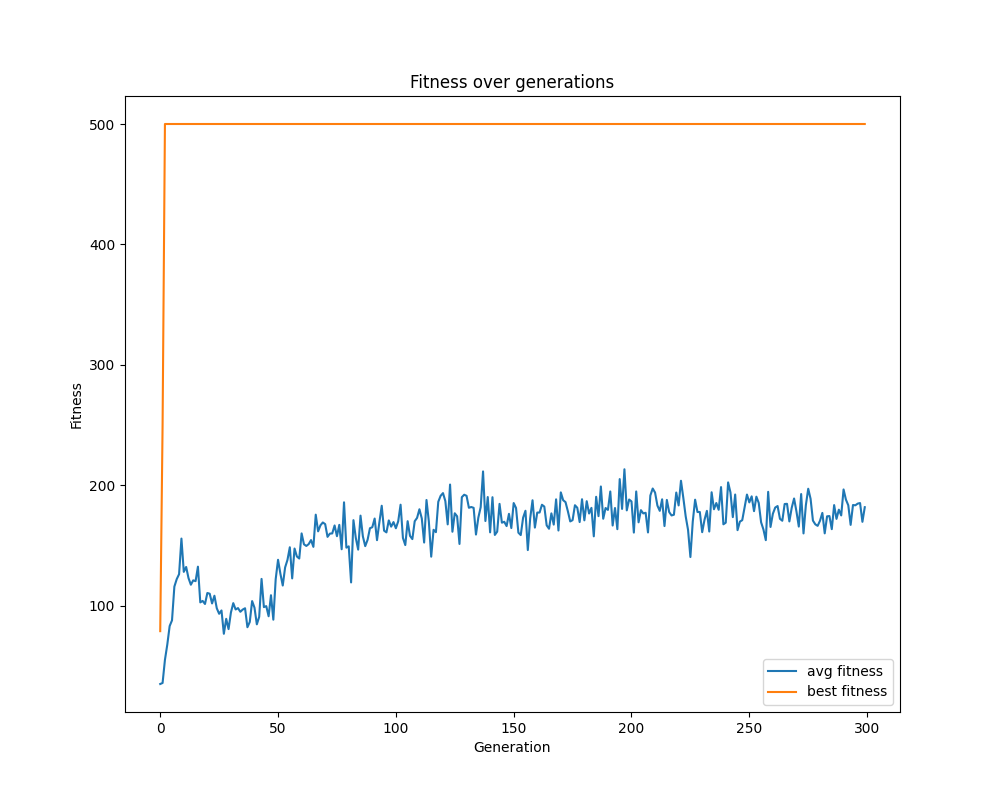 Fitness over generations
500
400
300
200
100
Fitness
0 50 100 150 200 250 300
Generation
avg fitness
best fitness